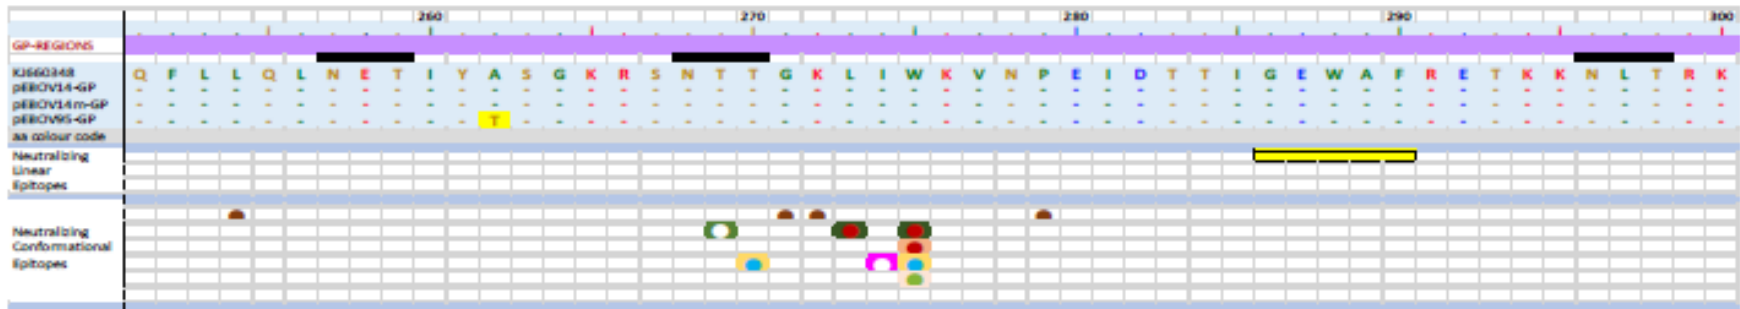 260 270 280 290 300
GP-REGIONS
KJ660348 Q F L L Q L N E T I Y A S G K R S N T T G K L I W K V N P E I D T T I G E W A F R E T K K N L T R K
pEBOV14-GP - - - - - - - - - - - - - - - - - - - - - - - - - - - - - - - - - - - - - - - - - - - - - - - - - -
pEBOV14m-GP - - - - - - - - - - - - - - - - - - - - - - - - - - - - - - - - - - - - - - - - - - - - - - - - - -
pEBOV95-GP - - - - - - - - - - - T - - - - - - - - - - - - - - - - - - - - - - - - - - - - - - - - - - - - - -
aa colour code
Neutralizing
Linear
Epitopes
Neutralizing
Conformational
Epitopes